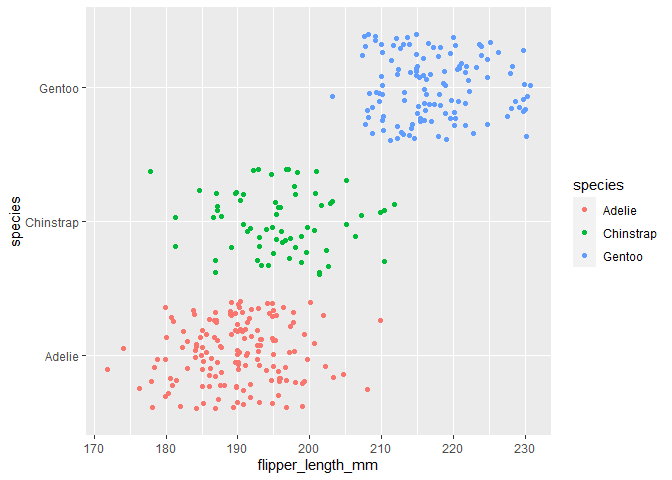 species
Gentoo
Chinstrap
Adelie
170 180 190 200 210 220 230
flipper_length_mm
species
Adelie
Chinstrap
Gentoo